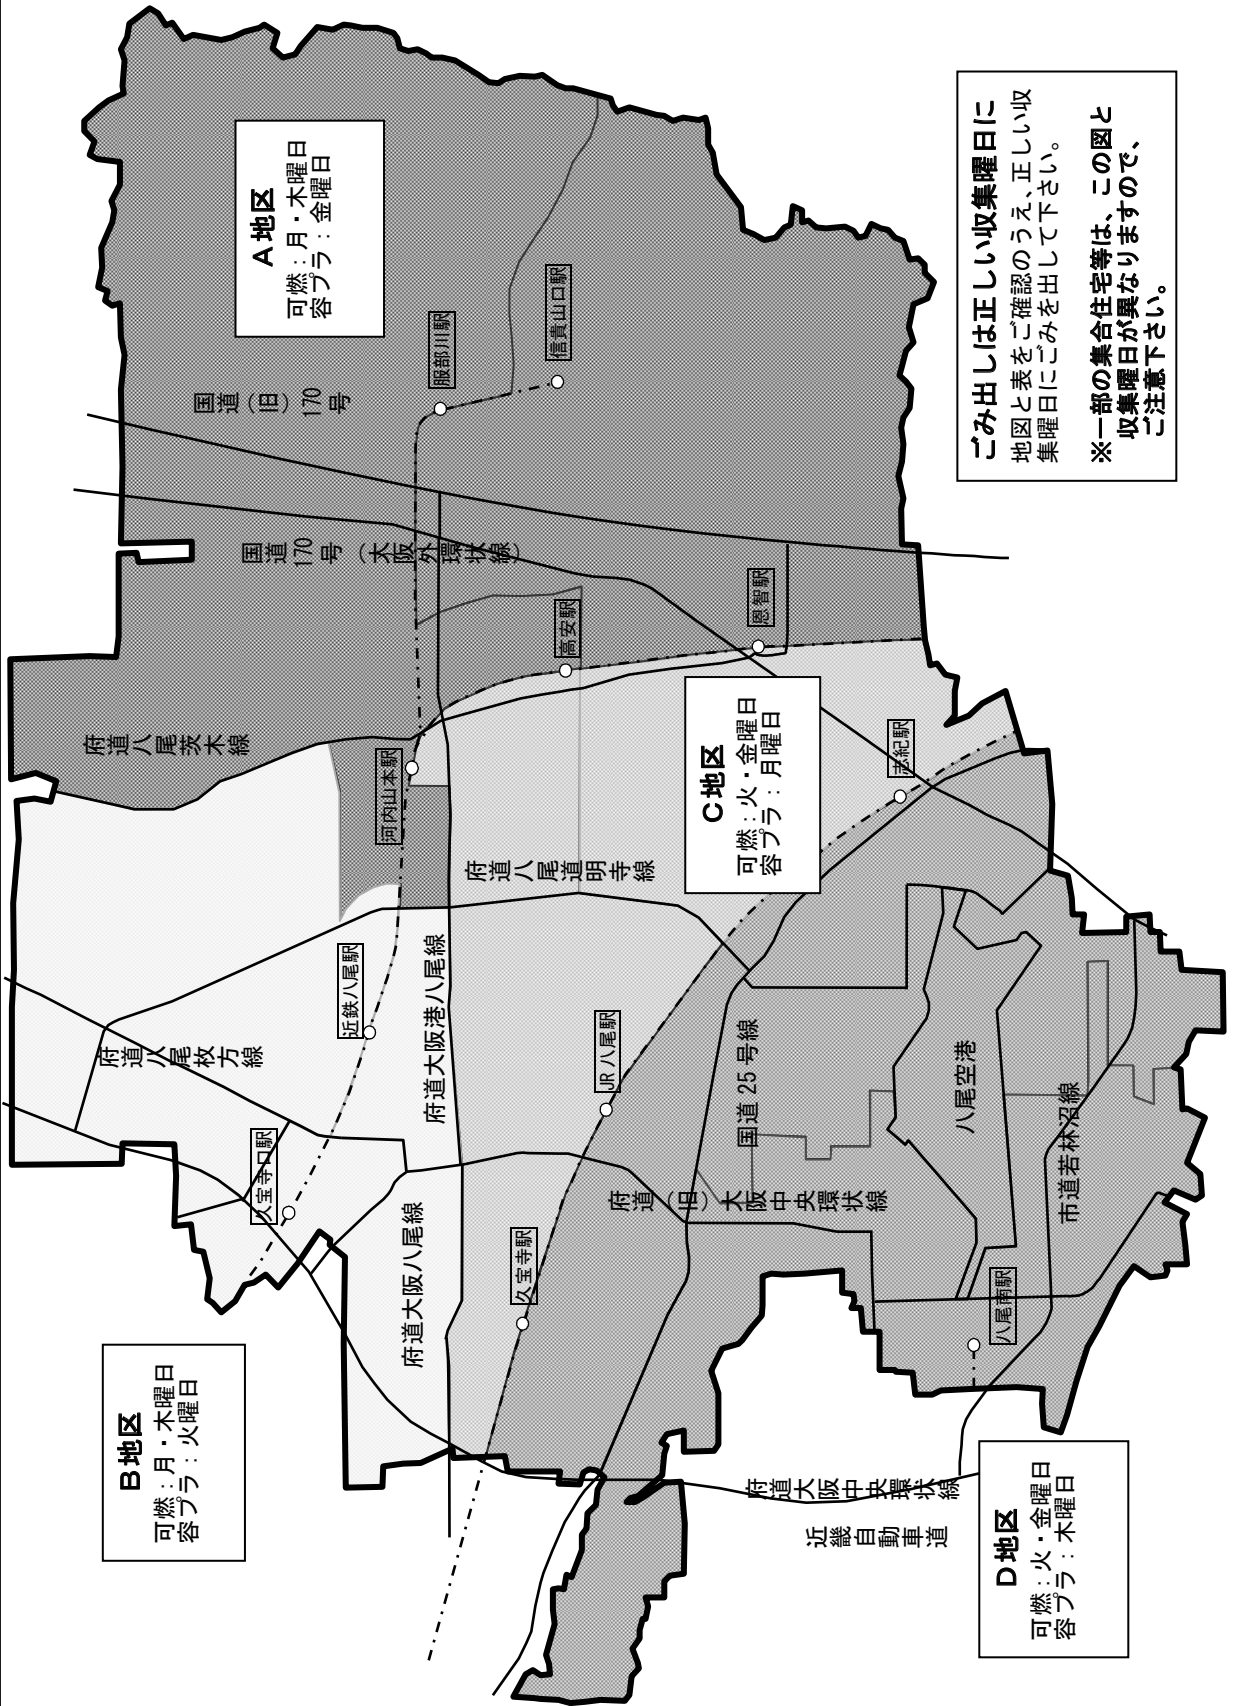 A地区
可燃：月・木曜日
容プラ：金曜日
ごみ出しは正しい収集曜日に
地図と表をご確認のうえ、正しい収
集曜日にごみを出して下さい。
※一部の集合住宅等は、この図と
収集曜日が異なりますので、
ご注意下さい。
国道（旧）170号
服部川駅
信貴山口駅
国道170号（大阪外環状線）
高安駅
恩智駅
府道八尾茨木線
河内山本駅
C地区
可燃：火・金曜日
容プラ：月曜日
志紀駅
府道八尾道明寺線
近鉄八尾駅
府道大阪港八尾線
府道八尾枚方線
JR八尾駅
国道25号線
八尾空港
市道若林沼線
久宝寺口駅
府道（旧）大阪中央環状線
府道大阪八尾線
久宝寺駅
八尾南駅
B地区
可燃：月・木曜日
容プラ：火曜日
府道大阪中央環状線
近畿自動車道
D地区
可燃：火・金曜日
容プラ：木曜日